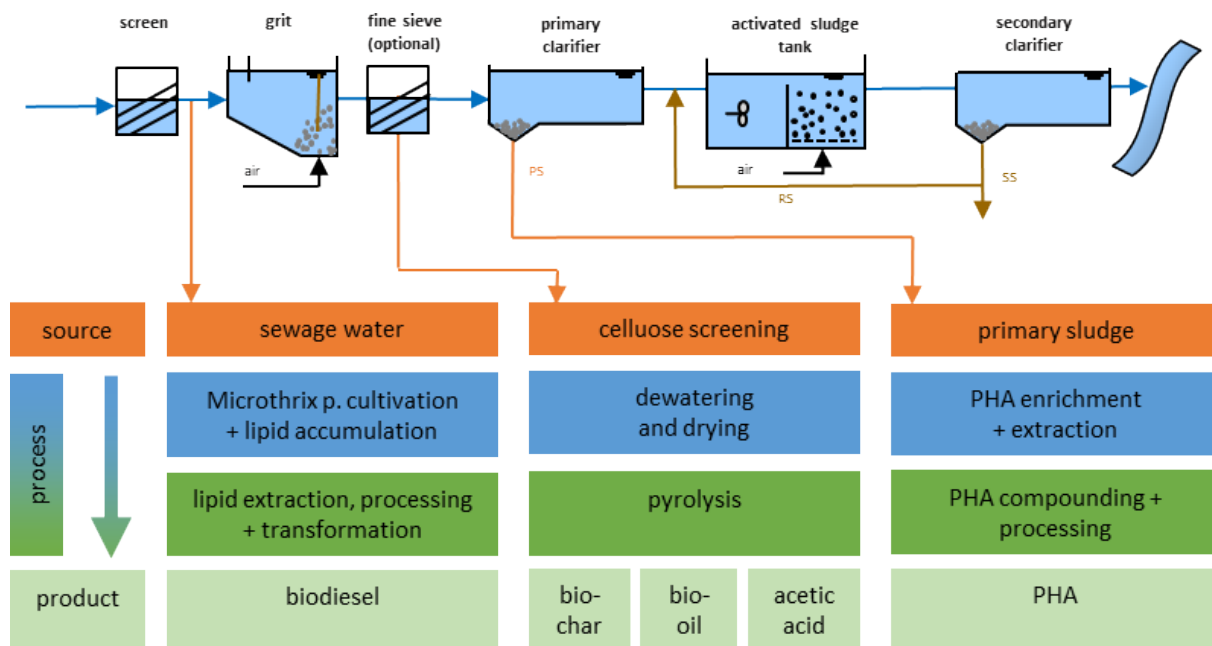 screen
grit
fine sieve
(optional)
primary
clarifier
activated sludge
tank
secondary
clarifier
air
PS
air
RS
SS
source
sewage water
celluose screening
primary sludge
process
Microthrix p. cultivation
+ lipid accumulation
dewatering
and drying
PHA enrichment
+ extraction
lipid extraction, processing
+ transformation
pyrolysis
PHA compounding +
processing
product
biodiesel
bio-
char
bio-
oil
acetic
acid
PHA